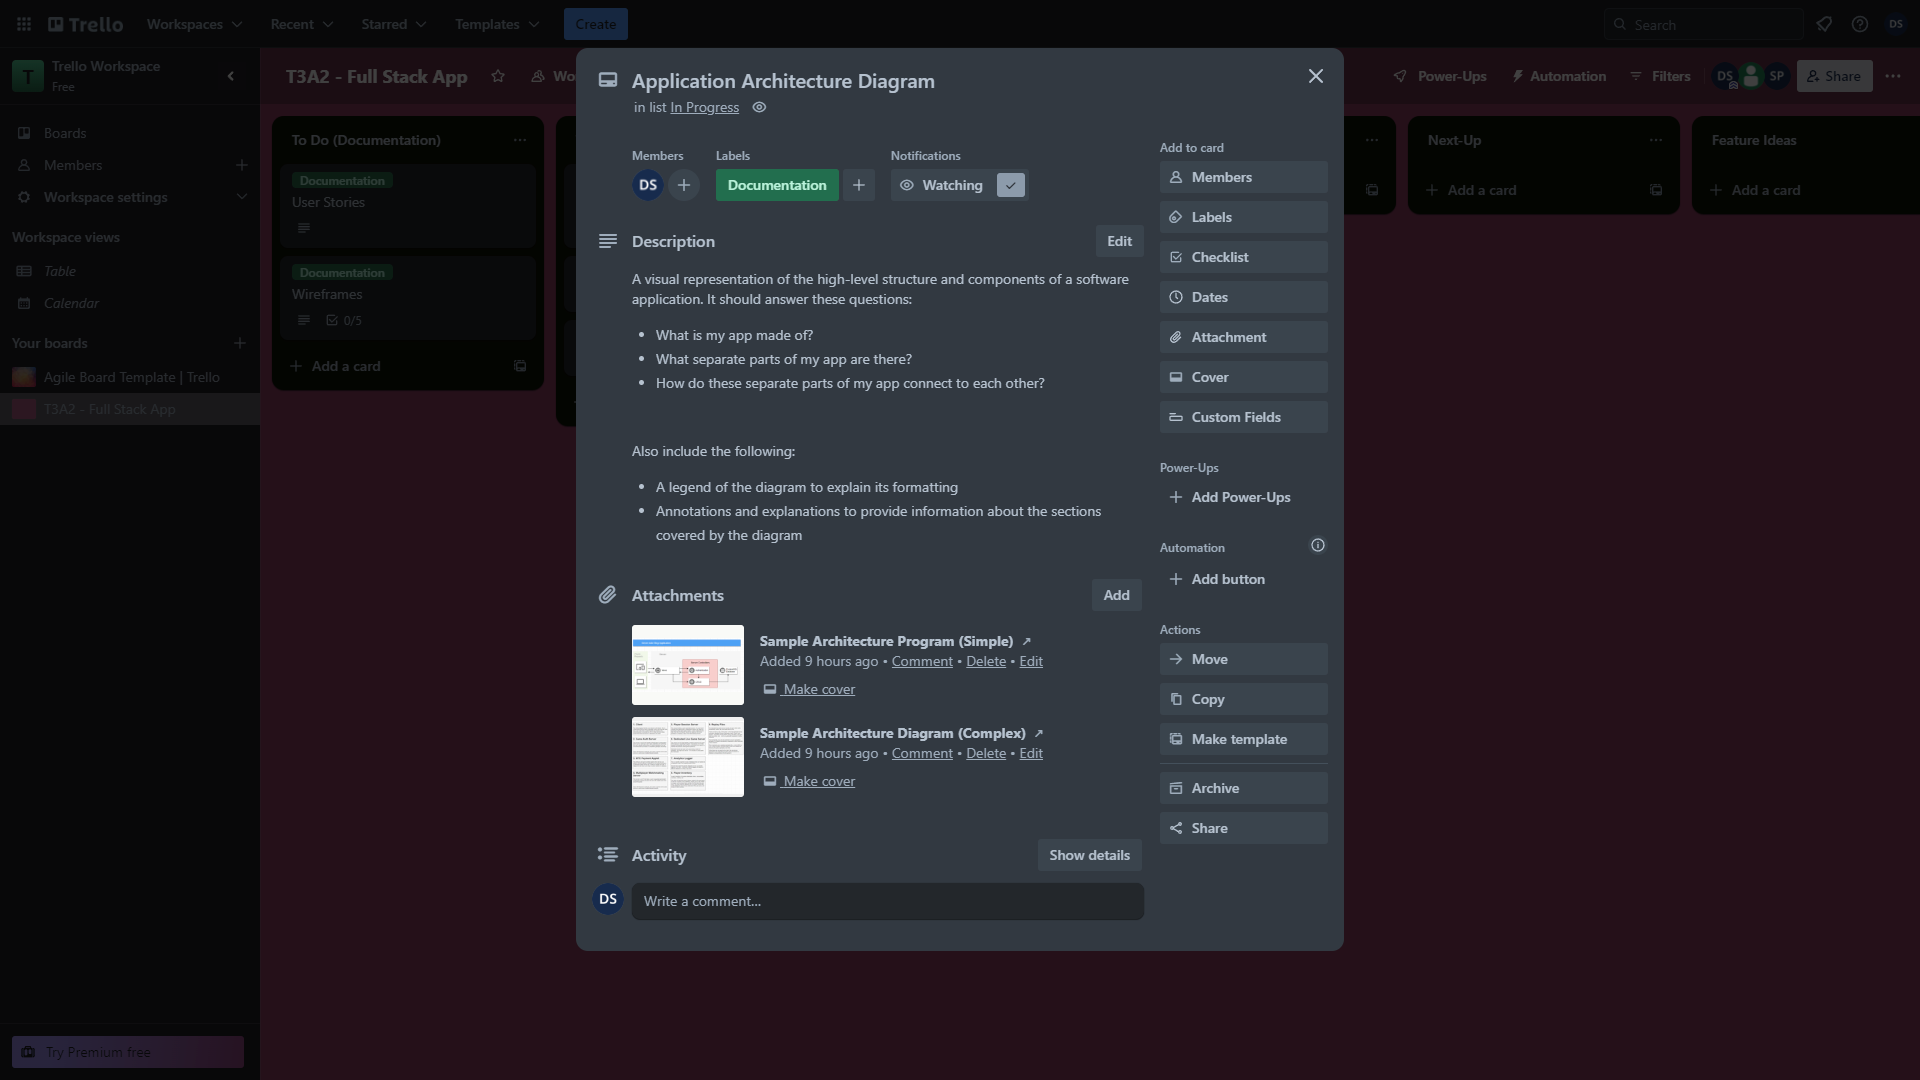 Trello
Workspaces
Recent
Starred
Templates
Create
Search
DS
T
Trello Workspace
Free
Boards
Members
Workspace settings
Workspace views
Table
Calendar
Your boards
Agile Board Template | Trello
T3A2 - Full Stack App
Try Premium free
T3A2 - Full Stack App
Power-Ups
Automation
Filters
DS
SP
Share
To Do (Documentation)
Documentation
User Stories
Documentation
Wireframes
0/5
Add a card
Next-Up
Add a card
Feature Ideas
Add a card
Application Architecture Diagram
in list In Progress
Members
DS
Labels
Documentation
Notifications
Watching
Description
Edit
A visual representation of the high-level structure and components of a software
application. It should answer these questions:
• What is my app made of?
• What separate parts of my app are there?
• How do these separate parts of my app connect to each other?
Also include the following:
• A legend of the diagram to explain its formatting
• Annotations and explanations to provide information about the sections
covered by the diagram
Attachments
Add
Sample Architecture Program (Simple) ↗
Added 9 hours ago • Comment • Delete • Edit
Make cover
Sample Architecture Diagram (Complex) ↗
Added 9 hours ago • Comment • Delete • Edit
Make cover
Activity
Show details
DS
Write a comment…
Add to card
Members
Labels
Checklist
Dates
Attachment
Cover
Custom Fields
Power-Ups
Add Power-Ups
Automation
Add button
Actions
Move
Copy
Make template
Archive
Share